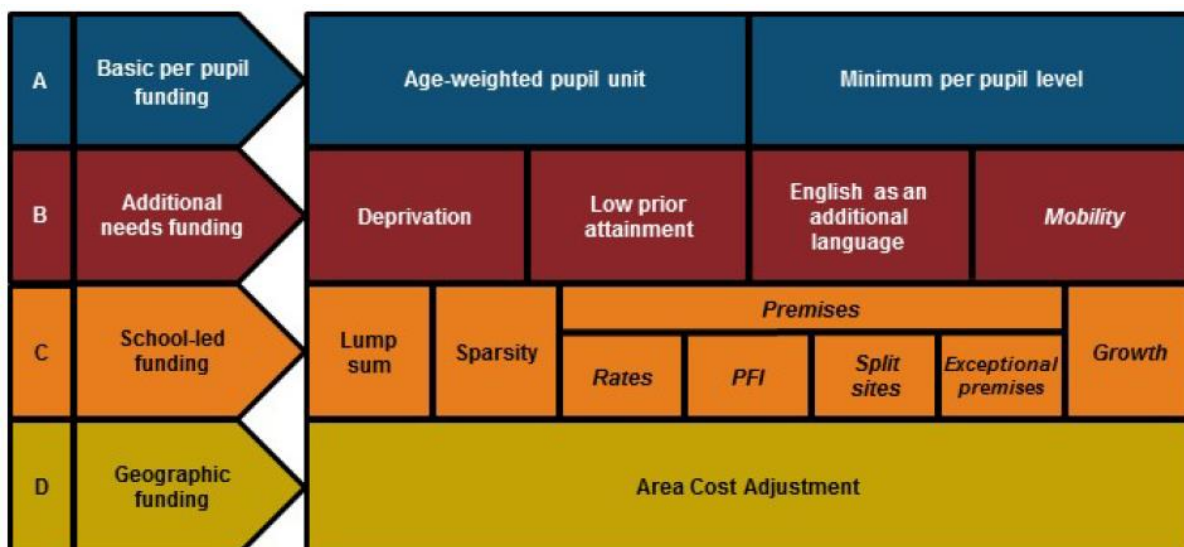 A
Basic per pupil
funding
Age-weighted pupil unit
Minimum per pupil level
B
Additional
needs funding
Deprivation
Low prior
attainment
English as an
additional
language
Mobility
C
School-led
funding
Lump
sum
Sparsity
Premises
Rates
PFI
Split
sites
Exceptional
premises
Growth
D
Geographic
funding
Area Cost Adjustment